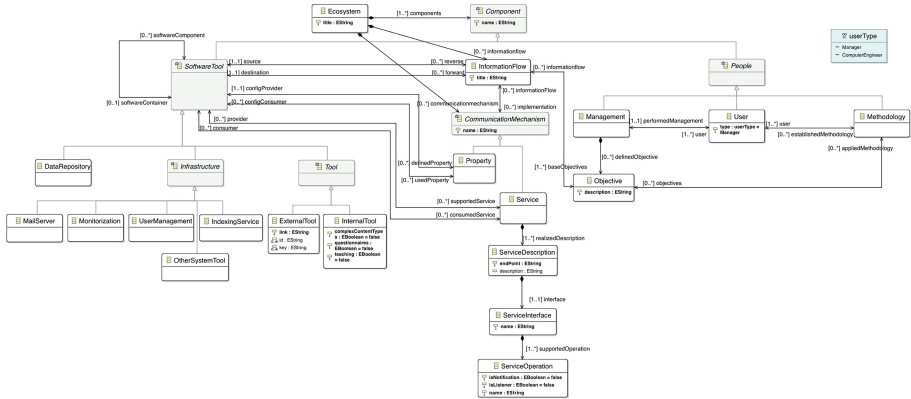 Ecosystem
title : EString
[1..*] components
Component
name : EString
userType
Manager
ComputerEngineer
[0..*] softwareComponent
[0..*] informationflow
SoftwareTool
[1..1] source
[0..*] reverse
InformationFlow
title : EString
[0..*] informationflow
People
[1..1] destination
[0..*] forward
[0..*] informationFlow
[0..1] softwareContainer
[1..1] configProvider
[0..*] configConsumer
[0..*] communicationmechanism
[0..*] implementation
[0..*] provider
[0..*] consumer
CommunicationMechanism
name : EString
Management
[1..1] performedManagement
[1..*] user
User
type : userType =
Manager
[1..*] user
[0..*] establishedMethodology
Methodology
[0..*] appliedMethodology
DataRepository
Infrastructure
Tool
[0..*] definedProperty
[0..*] usedProperty
Property
[0..*] definedObjective
[1..*] baseObjectives
Objective
description : EString
[0..*] objectives
[0..*] supportedService
[0..*] consumedService
Service
MailServer
Monitorization
UserManagement
IndexingService
OtherSystemTool
ExternalTool
link : EString
id : EString
key : EString
InternalTool
complexContentType
s : EBoolean = false
questionnaires :
EBoolean = false
teaching : EBoolean
= false
[1..*] realizedDescription
ServiceDescription
endPoint : EString
description : EString
[1..1] interface
ServiceInterface
name : EString
[1..*] supportedOperation
ServiceOperation
isNotification : EBoolean = false
isListener : EBoolean = false
name : EString